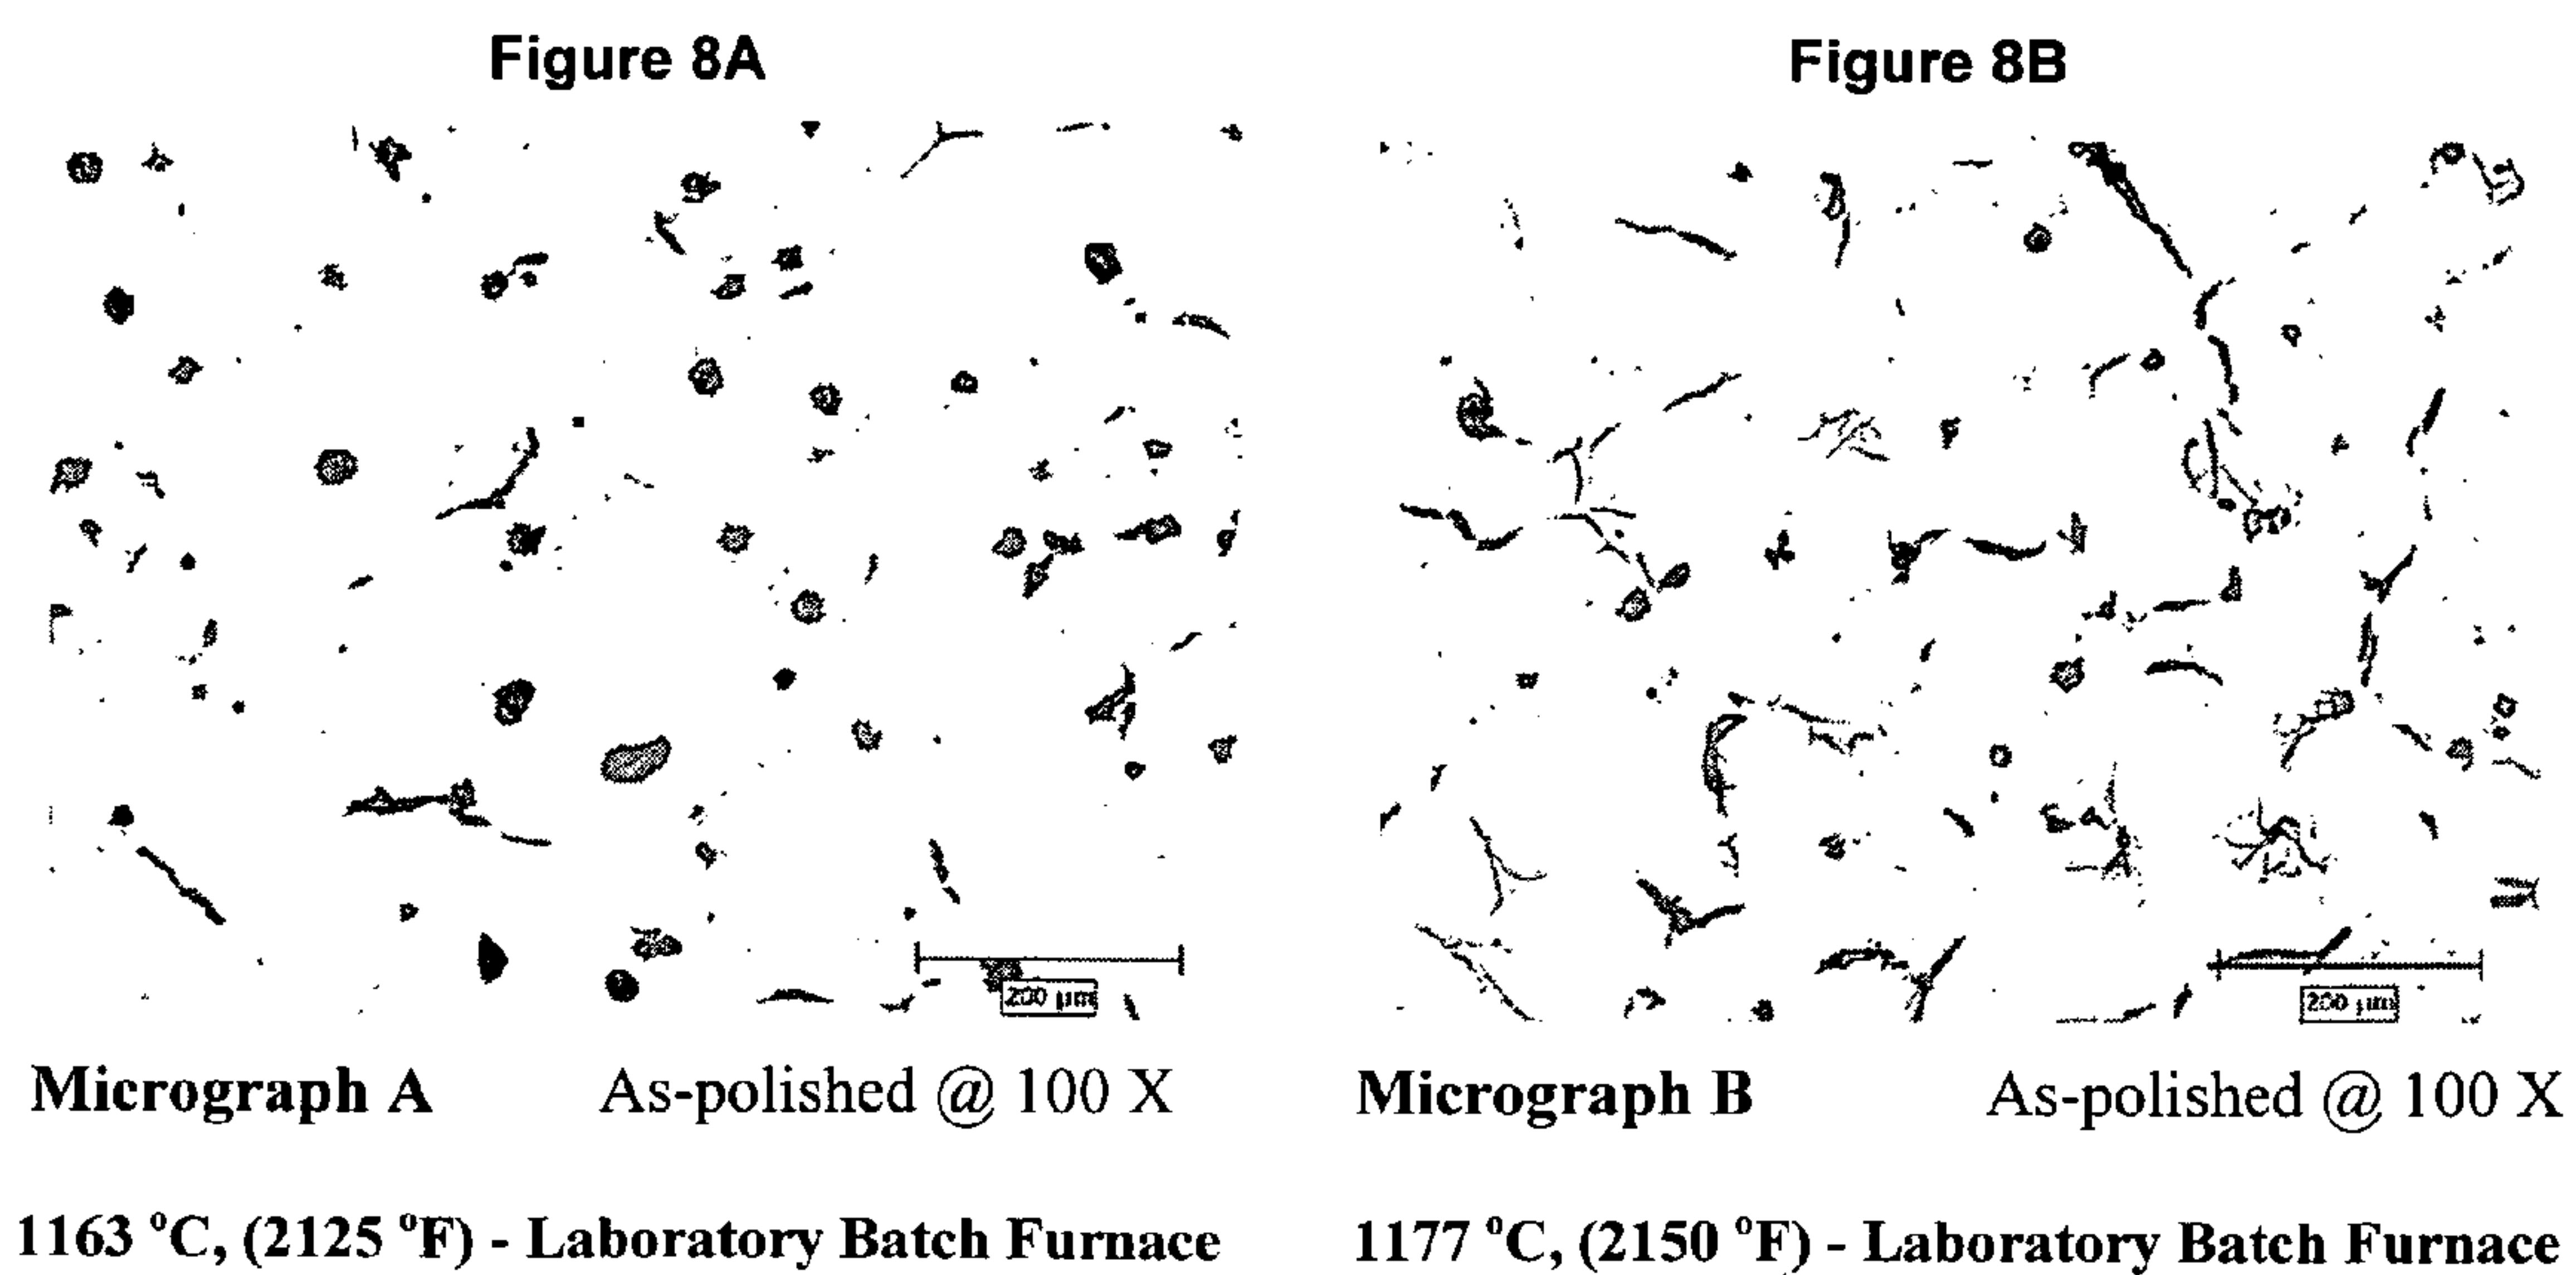 Figure 8A
Figure 8B
200 µm
200 µm
Micrograph A As-polished @ 100 X
Micrograph B As-polished @ 100 X
1163 °C, (2125 °F) - Laboratory Batch Furnace
1177 °C, (2150 °F) - Laboratory Batch Furnace